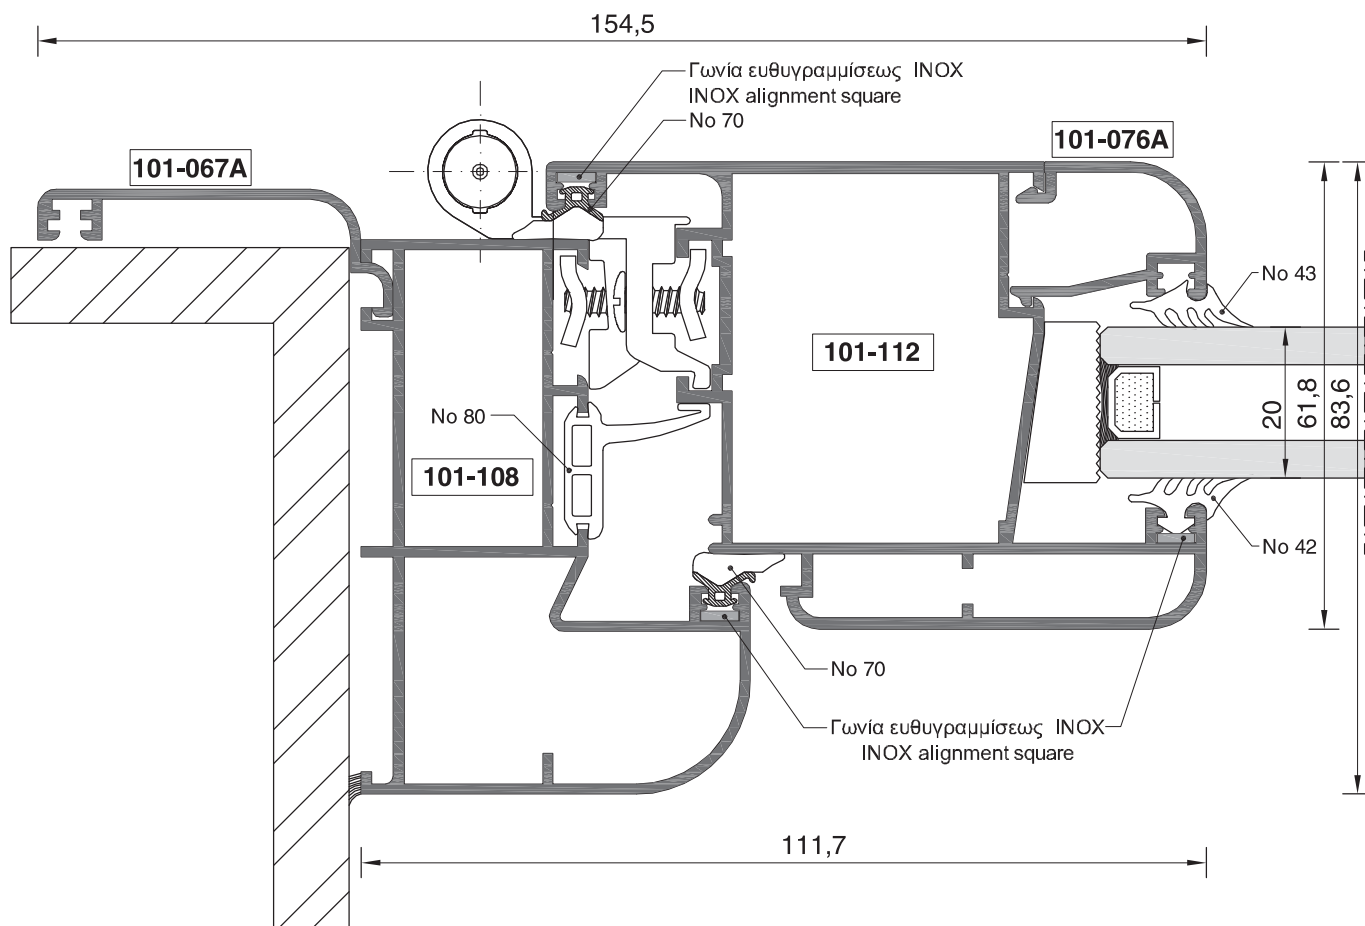 154,5
Γωνία ευθυγραμμίσεως INOX
INOX alignment square
No 70
101-067A
101-076A
No 43
101-112
20
61,8
83,6
No 80
101-108
No 42
No 70
Γωνία ευθυγραμμίσεως INOX
INOX alignment square
111,7